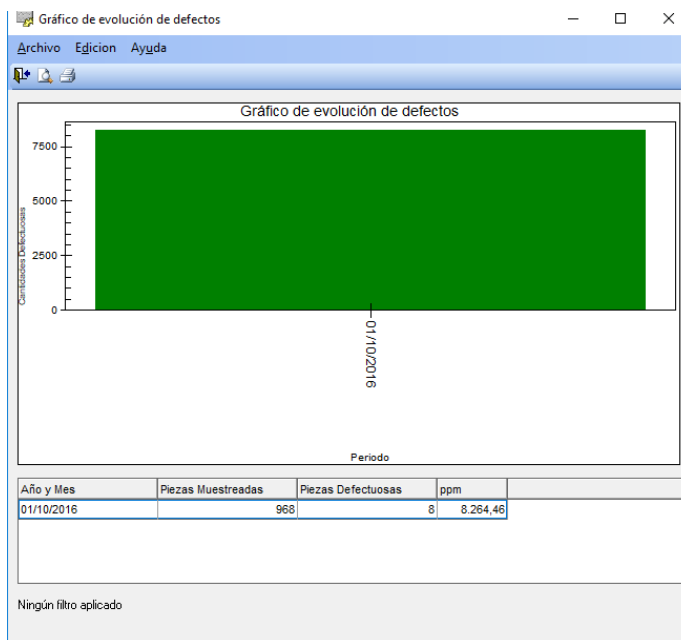 Gráfico de evolución de defectos
Archivo Edicion Ayuda
Gráfico de evolución de defectos
7500
5000
2500
0
Cantidades Defectuosas
01/10/2016
Periodo
Año y Mes Piezas Muestreadas Piezas Defectuosas ppm
01/10/2016 968 8 8.264,46
Ningún filtro aplicado